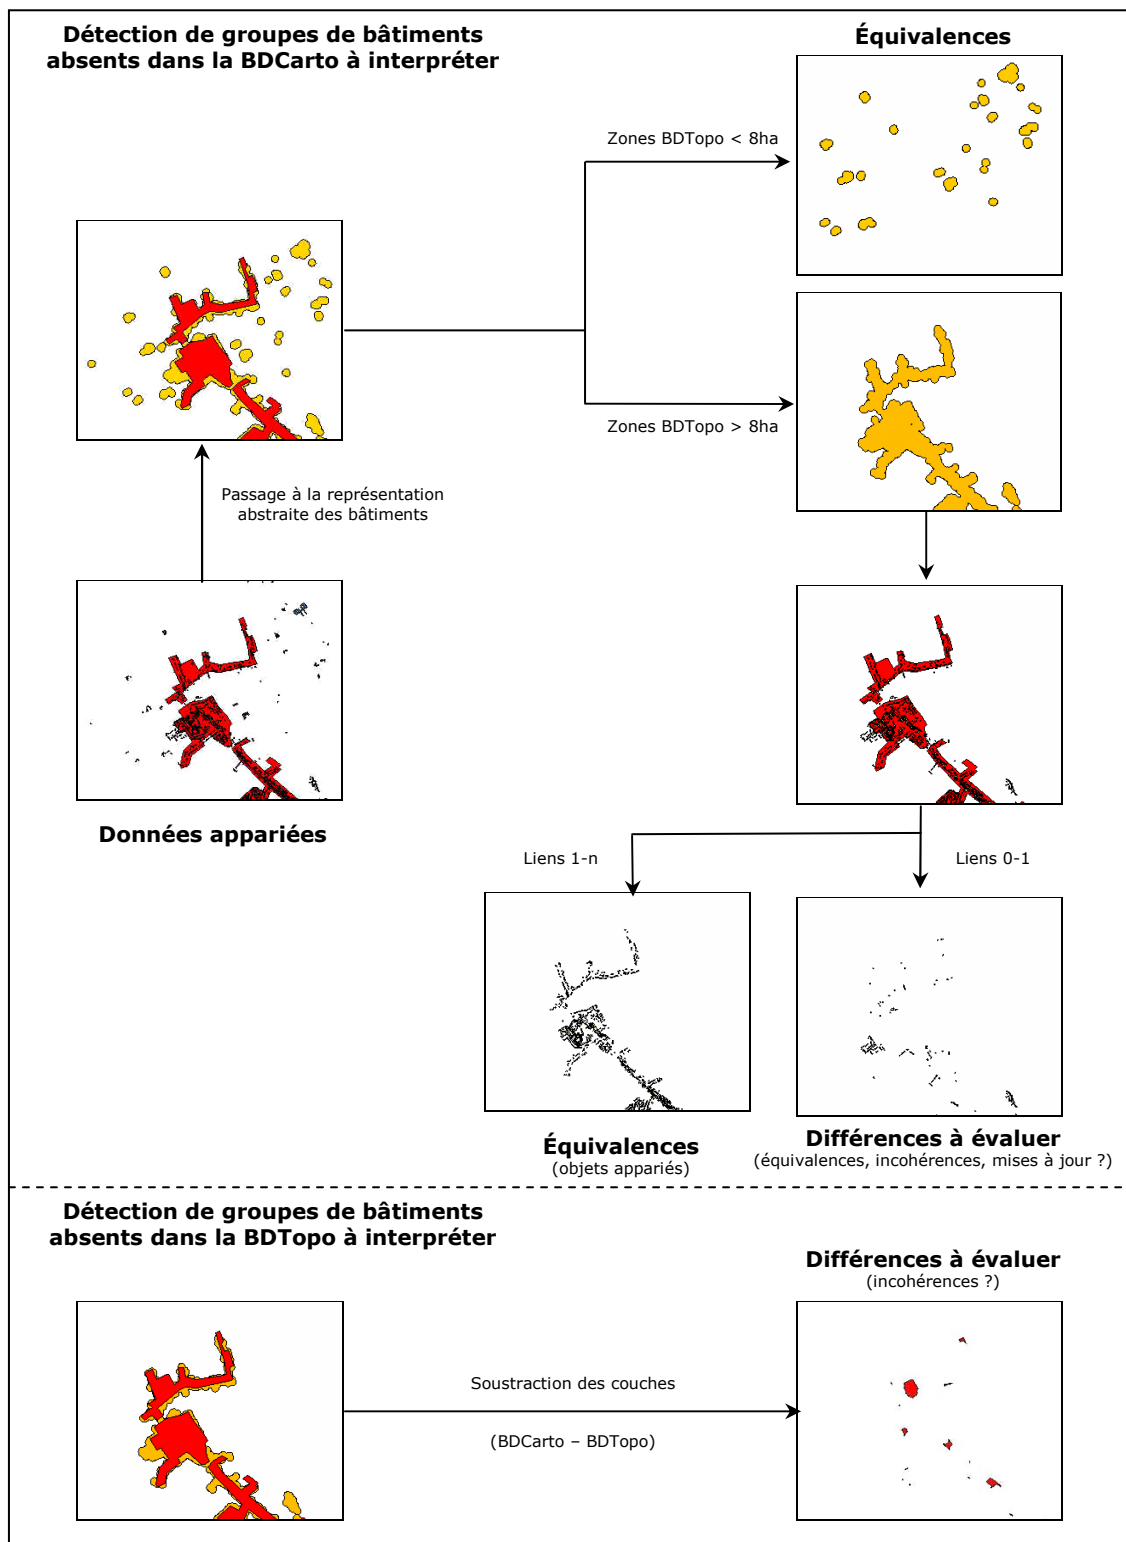 Détection de groupes de bâtiments
absents dans la BDCarto à interpréter
Équivalences
Zones BDTopo < 8ha
Zones BDTopo > 8ha
Passage à la représentation
abstraite des bâtiments
Données appariées
Liens 1-n
Liens 0-1
Équivalences
(objets appariés)
Différences à évaluer
(équivalences, incohérences, mises à jour ?)
Détection de groupes de bâtiments
absents dans la BDTopo à interpréter
Différences à évaluer
(incohérences ?)
Soustraction des couches
(BDCarto – BDTopo)